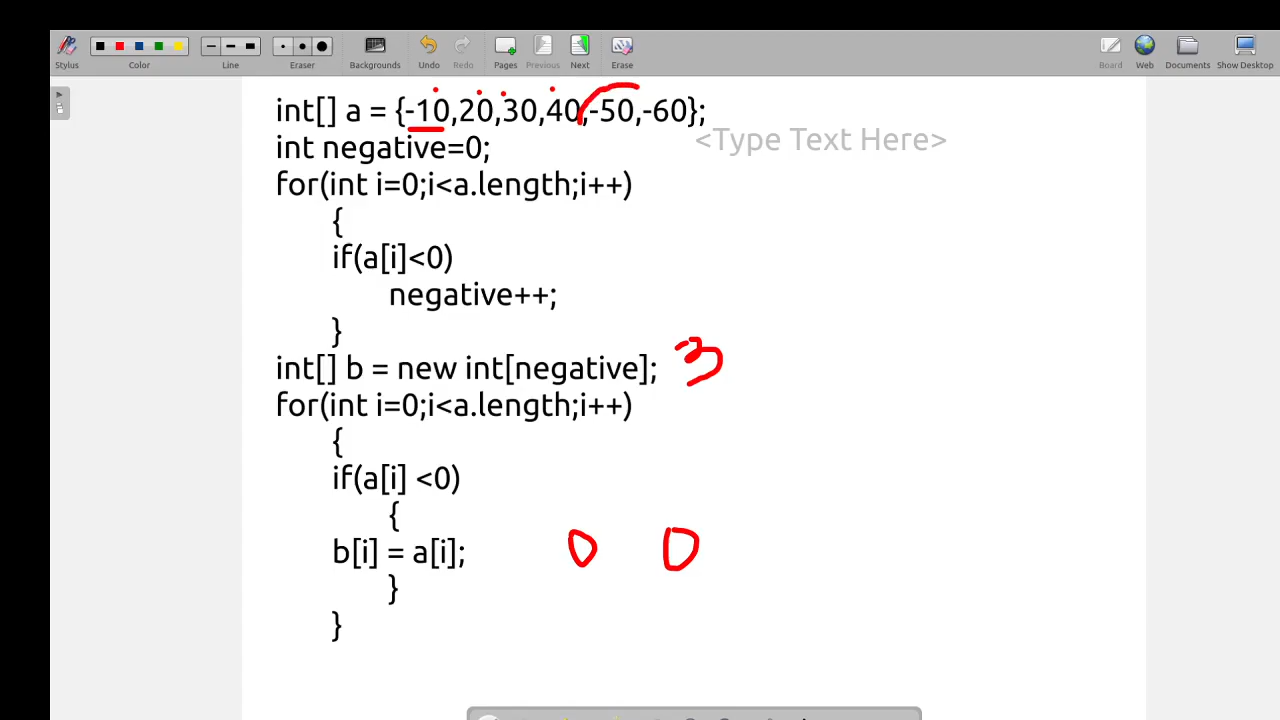 Stylus Color Line Eraser Backgrounds Undo Redo Pages Previous Next Erase Board Web Documents Show Desktop
int[] a = {-10,20,30,40,-50,-60};
<Type Text Here>
int negative=0;
for(int i=0;i<a.length;i++)
{
if(a[i]<0)
negative++;
}
int[] b = new int[negative]; 3
for(int i=0;i<a.length;i++)
{
if(a[i] <0)
{
b[i] = a[i]; 0 0
}
}